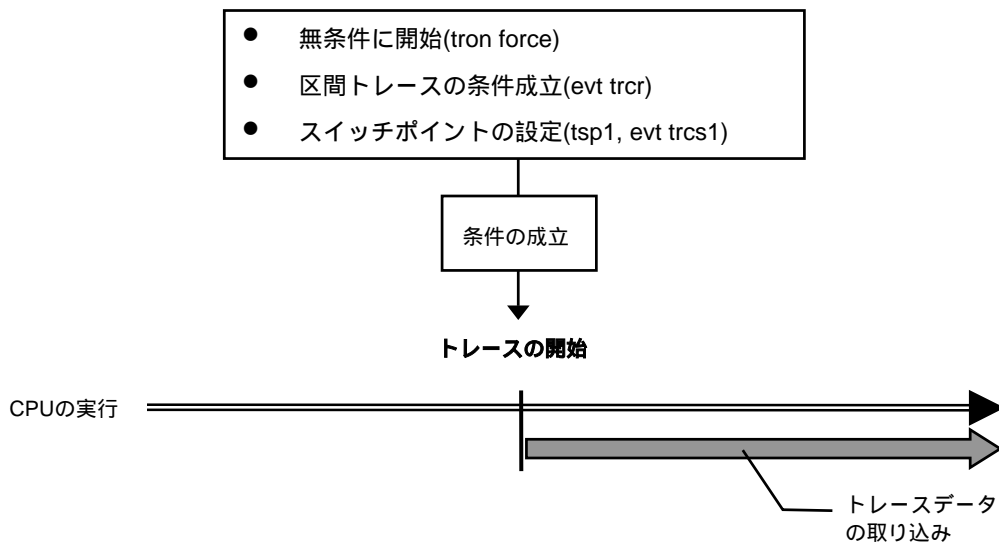 ● 無条件に開始(tron force)
● 区間トレースの条件成立(evt trcr)
● スイッチポイントの設定(tsp1, evt trcs1)
条件の成立
トレースの開始
CPUの実行
トレースデータ
の取り込み